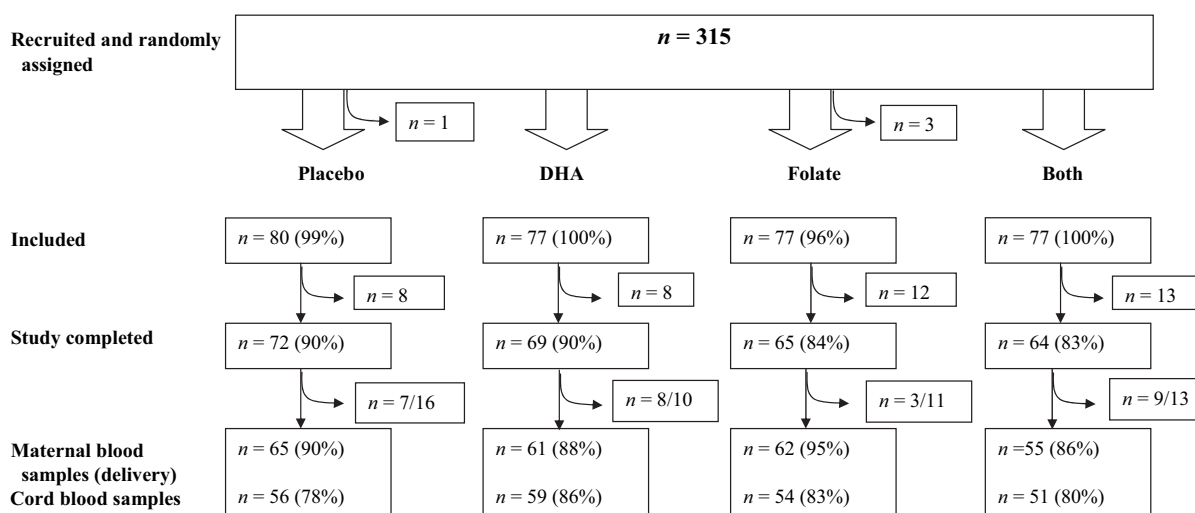 Recruited and randomly
assigned
n = 315
n = 1
n = 3
Placebo
DHA
Folate
Both
Included
n = 80 (99%)
n = 77 (100%)
n = 77 (96%)
n = 77 (100%)
n = 8
n = 8
n = 12
n = 13
Study completed
n = 72 (90%)
n = 69 (90%)
n = 65 (84%)
n = 64 (83%)
n = 7/16
n = 8/10
n = 3/11
n = 9/13
Maternal blood
samples (delivery)
n = 65 (90%)
n = 61 (88%)
n = 62 (95%)
n =55 (86%)
Cord blood samples
n = 56 (78%)
n = 59 (86%)
n = 54 (83%)
n = 51 (80%)